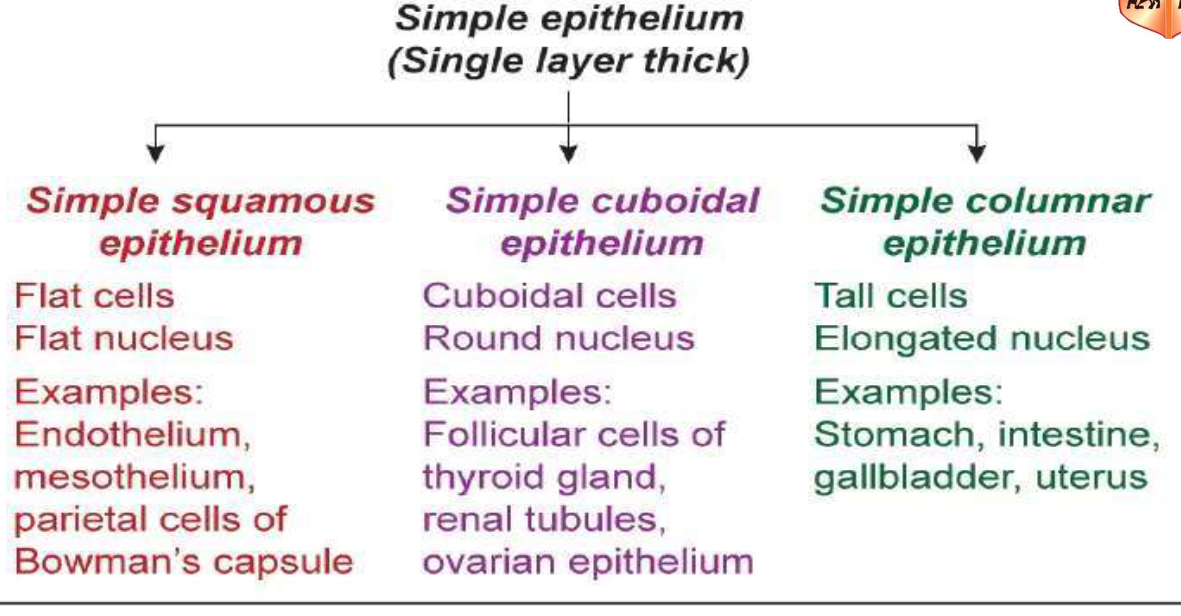 Simple epithelium
(Single layer thick)
Simple squamous
epithelium
Flat cells
Flat nucleus
Examples:
Endothelium,
mesothelium,
parietal cells of
Bowman's capsule
Simple cuboidal
epithelium
Cuboidal cells
Round nucleus
Examples:
Follicular cells of
thyroid gland,
renal tubules,
ovarian epithelium
Simple columnar
epithelium
Tall cells
Elongated nucleus
Examples:
Stomach, intestine,
gallbladder, uterus